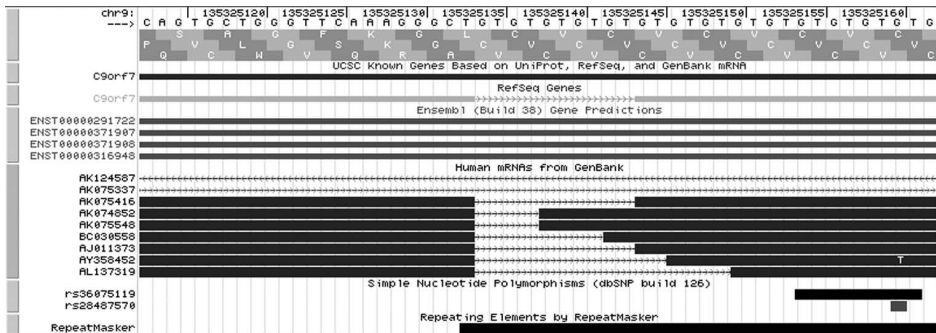 chr9: 135325120| 135325125| 135325130| 135325135| 135325140| 135325145| 135325150| 135325155| 135325160|
---> C A G T G C T G G G T T C A A A G G G C T G T G T G T G T G T G T G T G T G T G T G T G T G T G T G
S A G F K G L C V C V C V C V C
P V L G S K G C V C V C V C V C V
Q C W V Q R A V C V C V C V C V C
UCSC Known Genes Based on UniProt, RefSeq, and GenBank mRNA
C9orf7
RefSeq Genes
C9orf7
Ensembl (Build 38) Gene Predictions
ENST00000291722
ENST00000371907
ENST00000371908
ENST00000316948
Human mRNAs from GenBank
AK124587
AK075337
AK075416
AK074852
AK075548
BC030558
AJ011373
AY358452 T
AL137319
Simple Nucleotide Polymorphisms (dbSNP build 126)
rs36075119
rs28487570
Repeating Elements by RepeatMasker
RepeatMasker